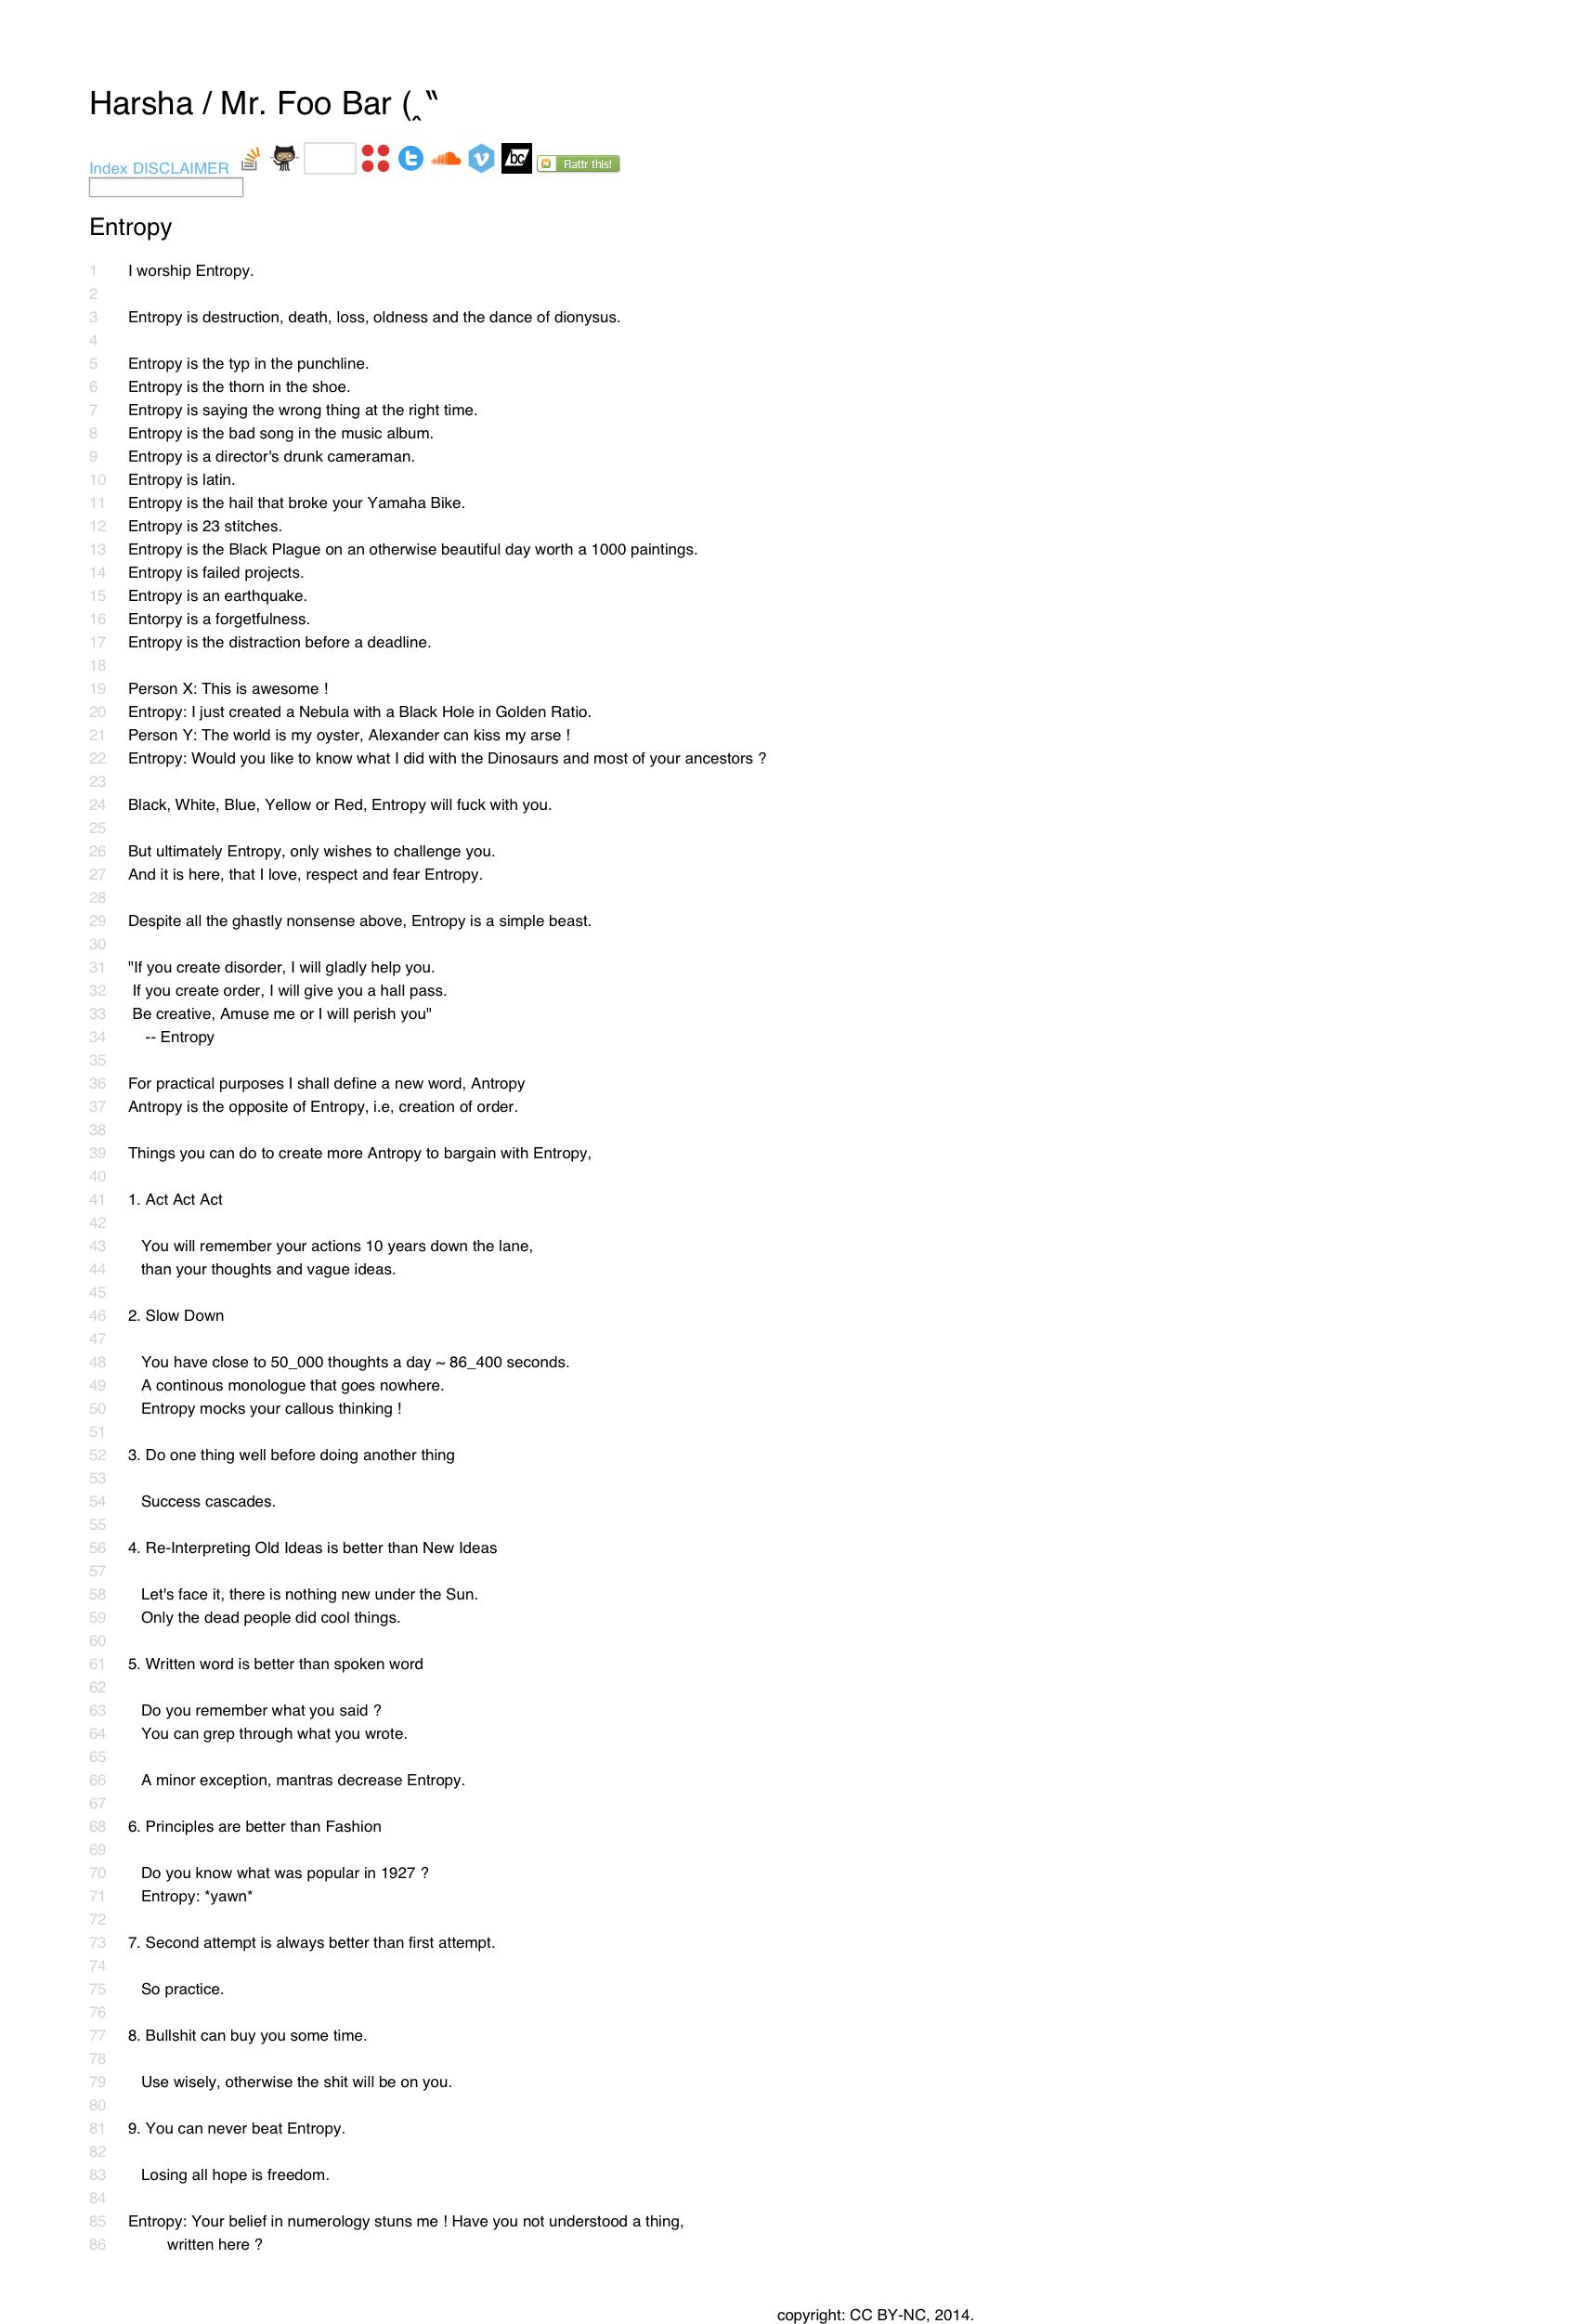 Harsha / Mr. Foo Bar (‸‶
Index DISCLAIMER bc Flattr this!
Entropy
1 I worship Entropy.
2
3 Entropy is destruction, death, loss, oldness and the dance of dionysus.
4
5 Entropy is the typ in the punchline.
6 Entropy is the thorn in the shoe.
7 Entropy is saying the wrong thing at the right time.
8 Entropy is the bad song in the music album.
9 Entropy is a director's drunk cameraman.
10 Entropy is latin.
11 Entropy is the hail that broke your Yamaha Bike.
12 Entropy is 23 stitches.
13 Entropy is the Black Plague on an otherwise beautiful day worth a 1000 paintings.
14 Entropy is failed projects.
15 Entropy is an earthquake.
16 Entorpy is a forgetfulness.
17 Entropy is the distraction before a deadline.
18
19 Person X: This is awesome !
20 Entropy: I just created a Nebula with a Black Hole in Golden Ratio.
21 Person Y: The world is my oyster, Alexander can kiss my arse !
22 Entropy: Would you like to know what I did with the Dinosaurs and most of your ancestors ?
23
24 Black, White, Blue, Yellow or Red, Entropy will fuck with you.
25
26 But ultimately Entropy, only wishes to challenge you.
27 And it is here, that I love, respect and fear Entropy.
28
29 Despite all the ghastly nonsense above, Entropy is a simple beast.
30
31 "If you create disorder, I will gladly help you.
32 If you create order, I will give you a hall pass.
33 Be creative, Amuse me or I will perish you"
34 -- Entropy
35
36 For practical purposes I shall define a new word, Antropy
37 Antropy is the opposite of Entropy, i.e, creation of order.
38
39 Things you can do to create more Antropy to bargain with Entropy,
40
41 1. Act Act Act
42
43 You will remember your actions 10 years down the lane,
44 than your thoughts and vague ideas.
45
46 2. Slow Down
47
48 You have close to 50_000 thoughts a day ~ 86_400 seconds.
49 A continous monologue that goes nowhere.
50 Entropy mocks your callous thinking !
51
52 3. Do one thing well before doing another thing
53
54 Success cascades.
55
56 4. Re-Interpreting Old Ideas is better than New Ideas
57
58 Let's face it, there is nothing new under the Sun.
59 Only the dead people did cool things.
60
61 5. Written word is better than spoken word
62
63 Do you remember what you said ?
64 You can grep through what you wrote.
65
66 A minor exception, mantras decrease Entropy.
67
68 6. Principles are better than Fashion
69
70 Do you know what was popular in 1927 ?
71 Entropy: *yawn*
72
73 7. Second attempt is always better than first attempt.
74
75 So practice.
76
77 8. Bullshit can buy you some time.
78
79 Use wisely, otherwise the shit will be on you.
80
81 9. You can never beat Entropy.
82
83 Losing all hope is freedom.
84
85 Entropy: Your belief in numerology stuns me ! Have you not understood a thing,
86 written here ?
copyright: CC BY-NC, 2014.